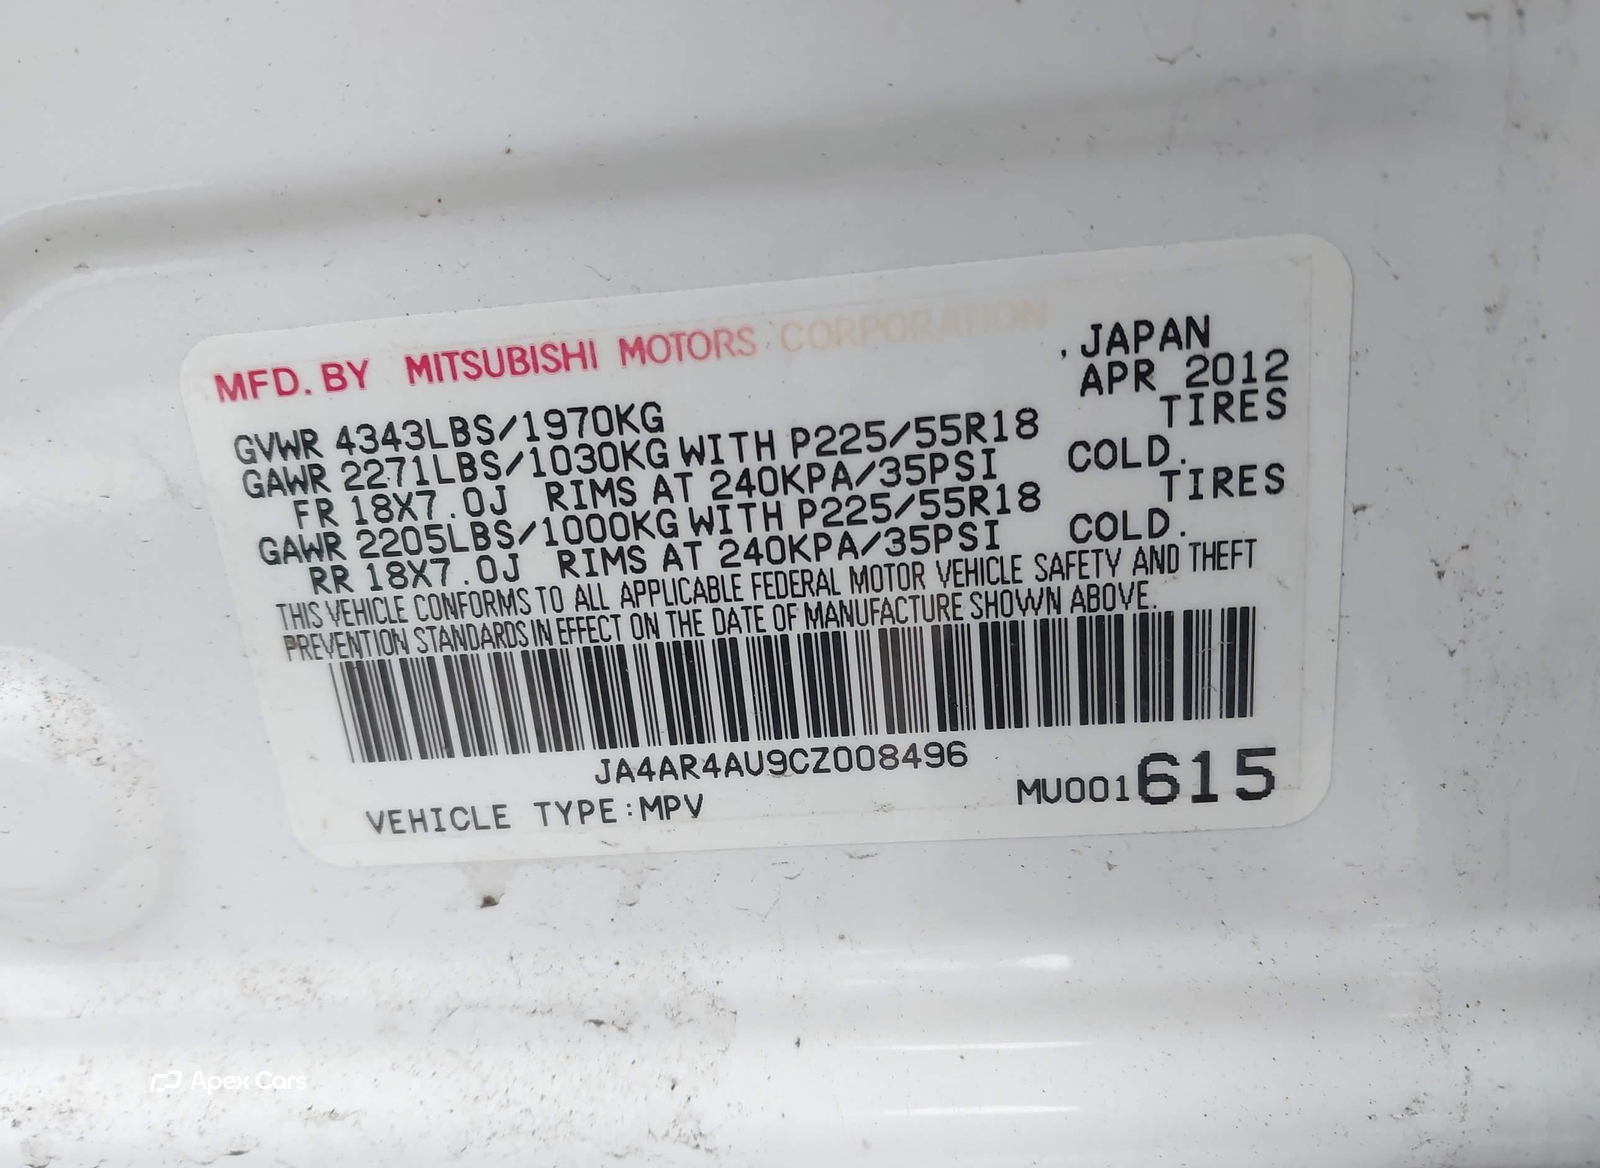 MFD. BY MITSUBISHI MOTORS CORPORATION, JAPAN
APR 2012
GVWR 4343LBS/1970KG
GAWR 2271LBS/1030KG WITH P225/55R18 TIRES
FR 18X7.0J RIMS AT 240KPA/35PSI COLD.
GAWR 2205LBS/1000KG WITH P225/55R18 TIRES
RR 18X7.0J RIMS AT 240KPA/35PSI COLD.
THIS VEHICLE CONFORMS TO ALL APPLICABLE FEDERAL MOTOR VEHICLE SAFETY AND THEFT
PREVENTION STANDARDS IN EFFECT ON THE DATE OF MANUFACTURE SHOWN ABOVE.
JA4AR4AU9CZ008496
VEHICLE TYPE:MPV MU001615
Apex Cars